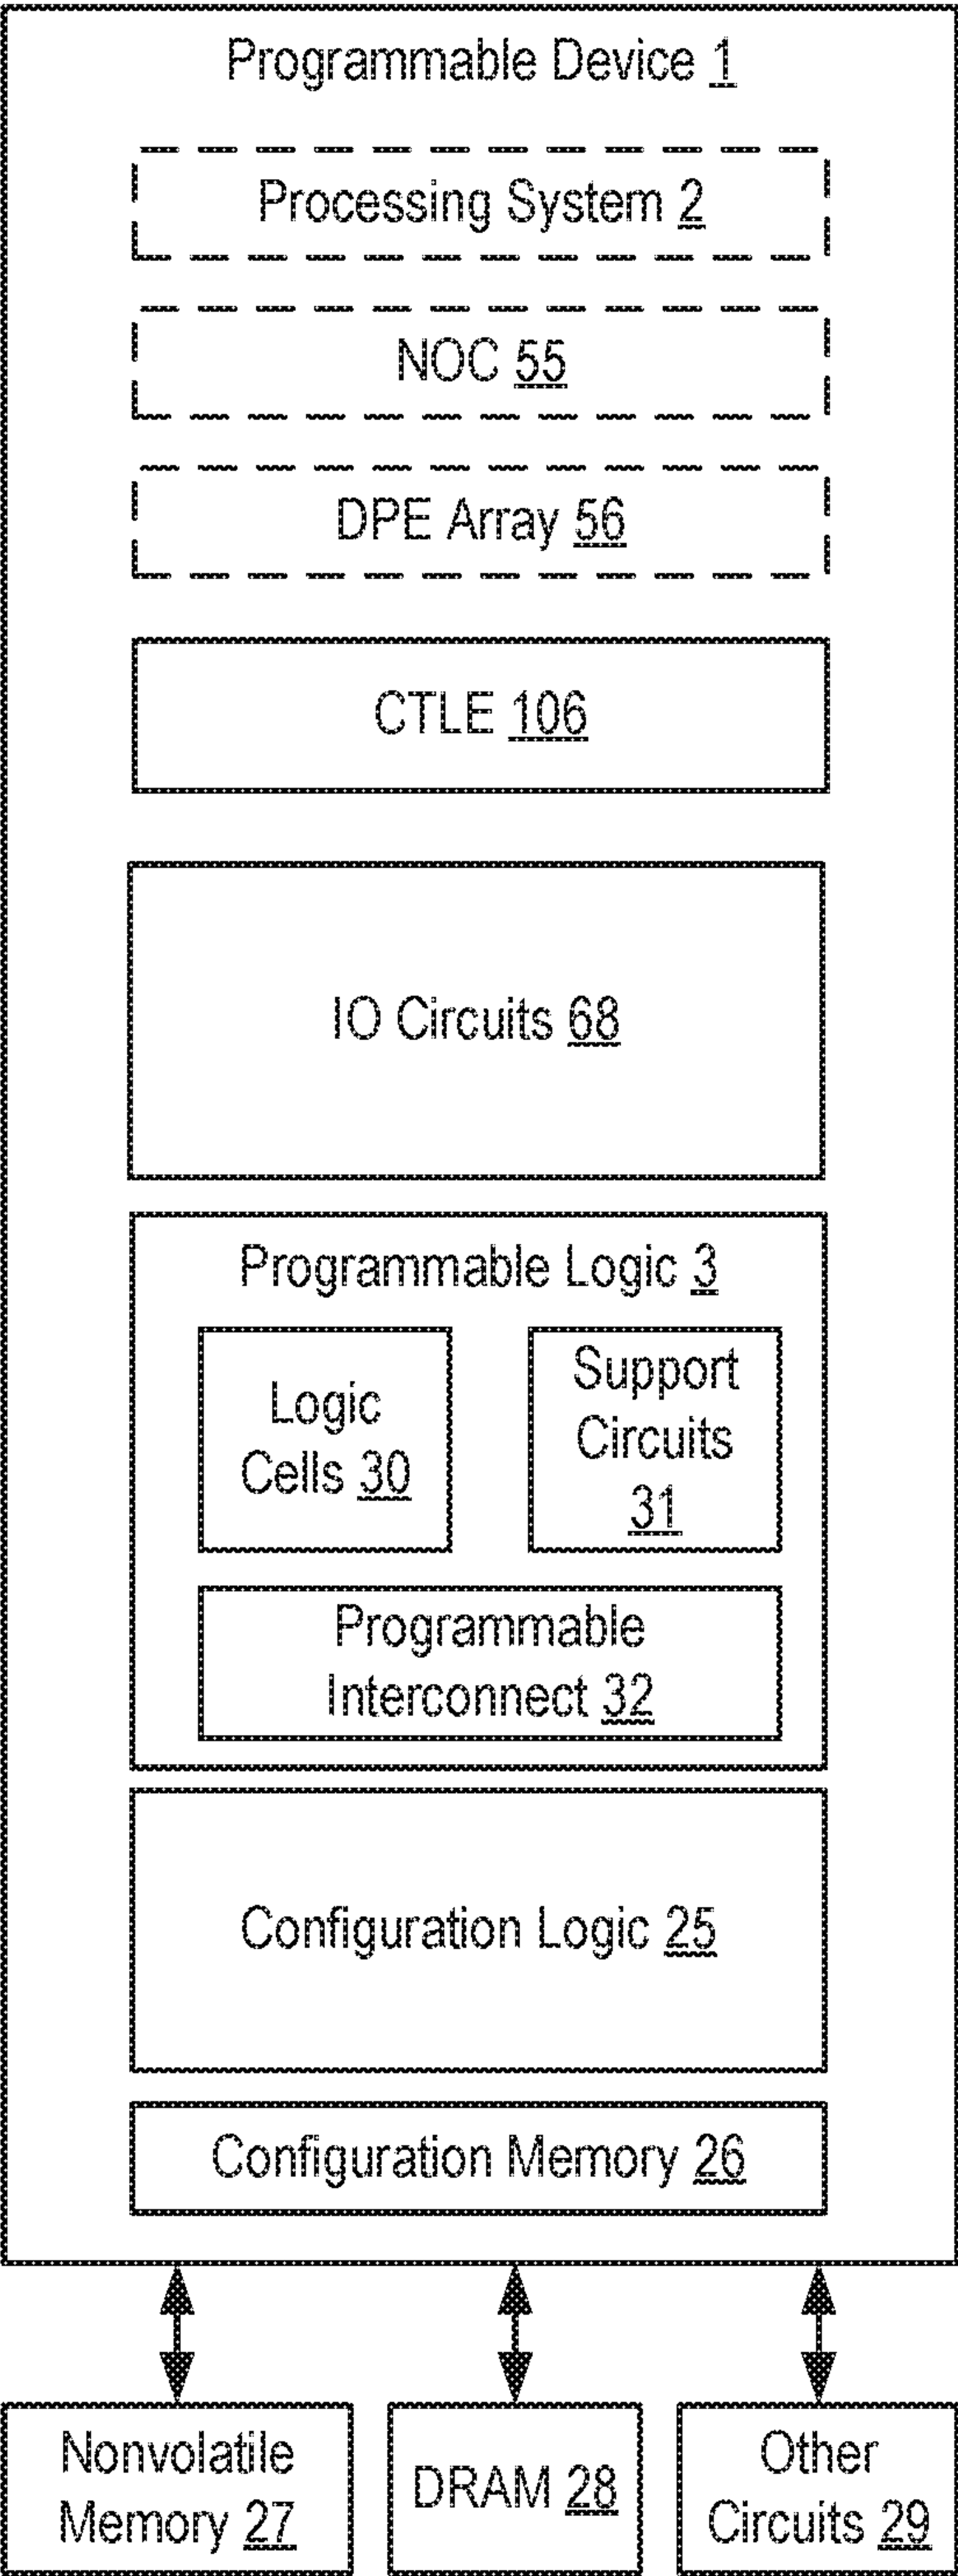 Programmable Device 1
Processing System 2
NOC 55
DPE Array 56
CTLE 106
IO Circuits 68
Programmable Logic 3
Logic
Cells 30
Support
Circuits
31
Programmable
Interconnect 32
Configuration Logic 25
Configuration Memory 26
Nonvolatile
Memory 27
DRAM 28
Other
Circuits 29